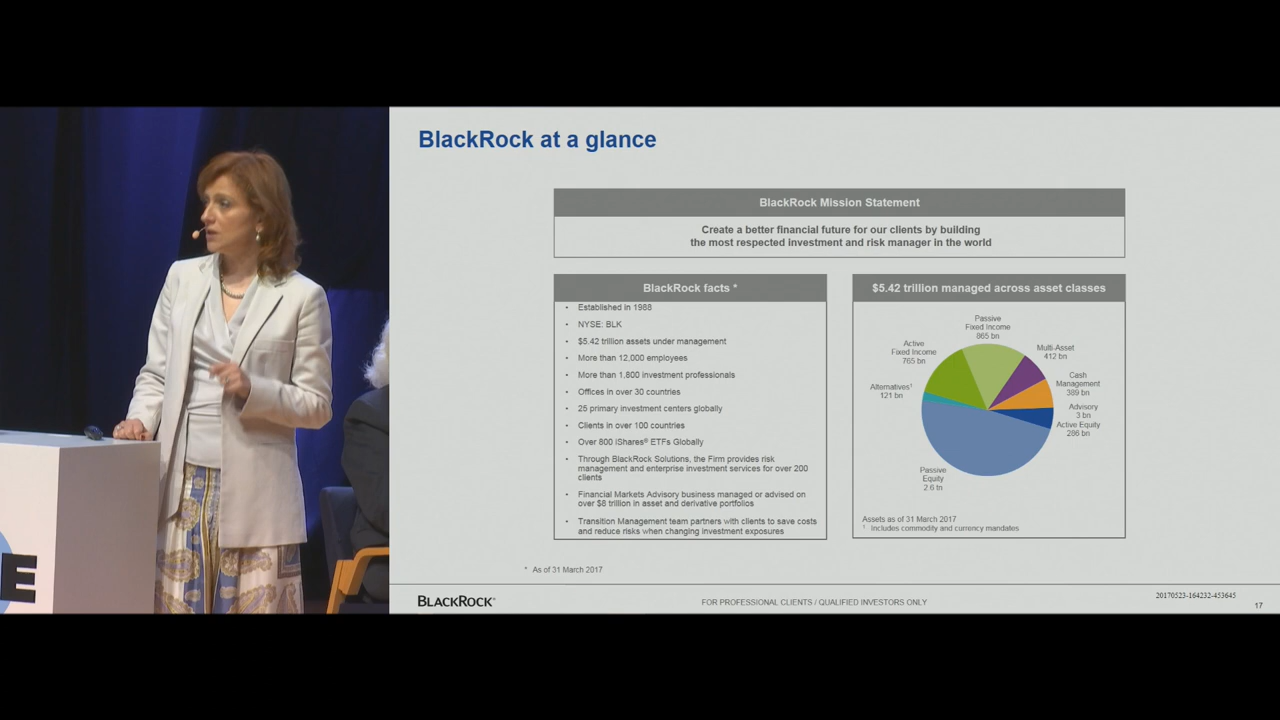 BlackRock at a glance
BlackRock Mission Statement
Create a better financial future for our clients by building
the most respected investment and risk manager in the world
BlackRock facts *
• Established in 1988
• NYSE: BLK
• $5.42 trillion assets under management
• More than 12,000 employees
• More than 1,800 investment professionals
• Offices in over 30 countries
• 25 primary investment centers globally
• Clients in over 100 countries
• Over 800 iShares® ETFs Globally
• Through BlackRock Solutions, the Firm provides risk
management and enterprise investment services for over 200
clients
• Financial Markets Advisory business managed or advised on
over $8 trillion in asset and derivative portfolios
• Transition Management team partners with clients to save costs
and reduce risks when changing investment exposures
* As of 31 March 2017
$5.42 trillion managed across asset classes
Passive
Fixed Income
865 bn
Multi-Asset
412 bn
Active
Fixed Income
765 bn
Cash
Management
389 bn
Alternatives¹
121 bn
Advisory
3 bn
Active Equity
286 bn
Passive
Equity
2.6 tn
Assets as of 31 March 2017
¹ Includes commodity and currency mandates
E
BLACKROCK®
FOR PROFESSIONAL CLIENTS / QUALIFIED INVESTORS ONLY
20170523-164232-453645
17